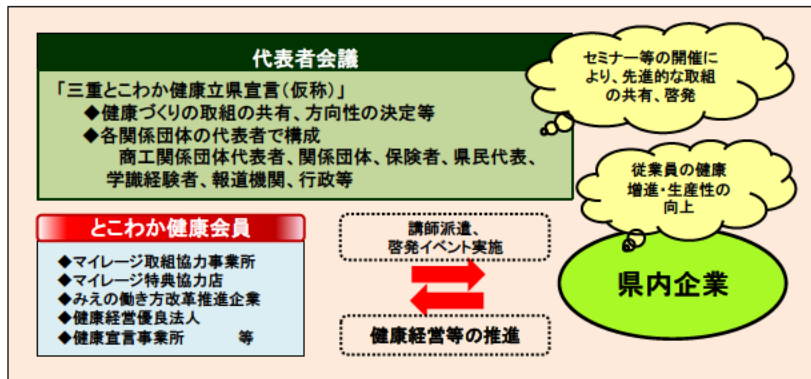 代表者会議
「三重とこわか健康立県宣言(仮称)」
◆健康づくりの取組の共有、方向性の決定等
◆各関係団体の代表者で構成
商工関係団体代表者、関係団体、保険者、県民代表、
学識経験者、報道機関、行政等
セミナー等の開催に
より、先進的な取組
の共有、啓発
従業員の健康
増進・生産性の
向上
とこわか健康会員
◆マイレージ取組協力事業所
◆マイレージ特典協力店
◆みえの働き方改革推進企業
◆健康経営優良法人
◆健康宣言事業所 等
講師派遣、
啓発イベント実施
健康経営等の推進
県内企業